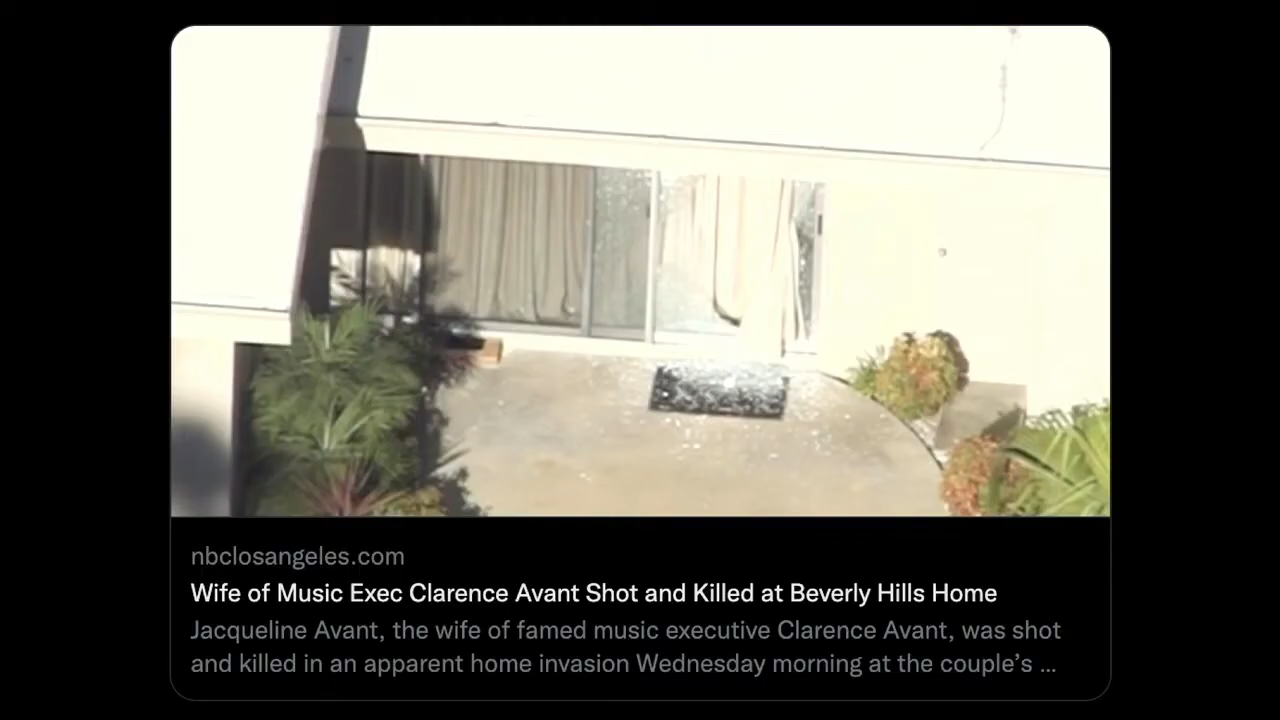 nbclosangeles.com
Wife of Music Exec Clarence Avant Shot and Killed at Beverly Hills Home
Jacqueline Avant, the wife of famed music executive Clarence Avant, was shot
and killed in an apparent home invasion Wednesday morning at the couple’s ...